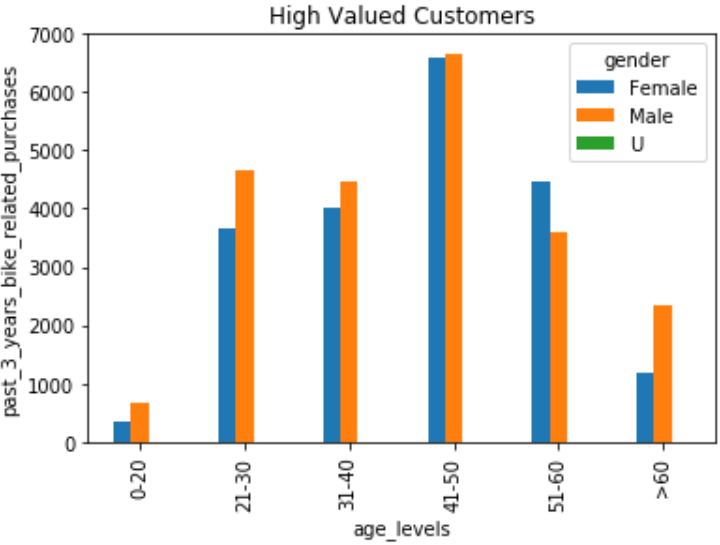 High Valued Customers
past_3_years_bike_related_purchases
7000
6000
5000
4000
3000
2000
1000
0
gender
Female
Male
U
0-20
21-30
31-40
41-50
51-60
>60
age_levels